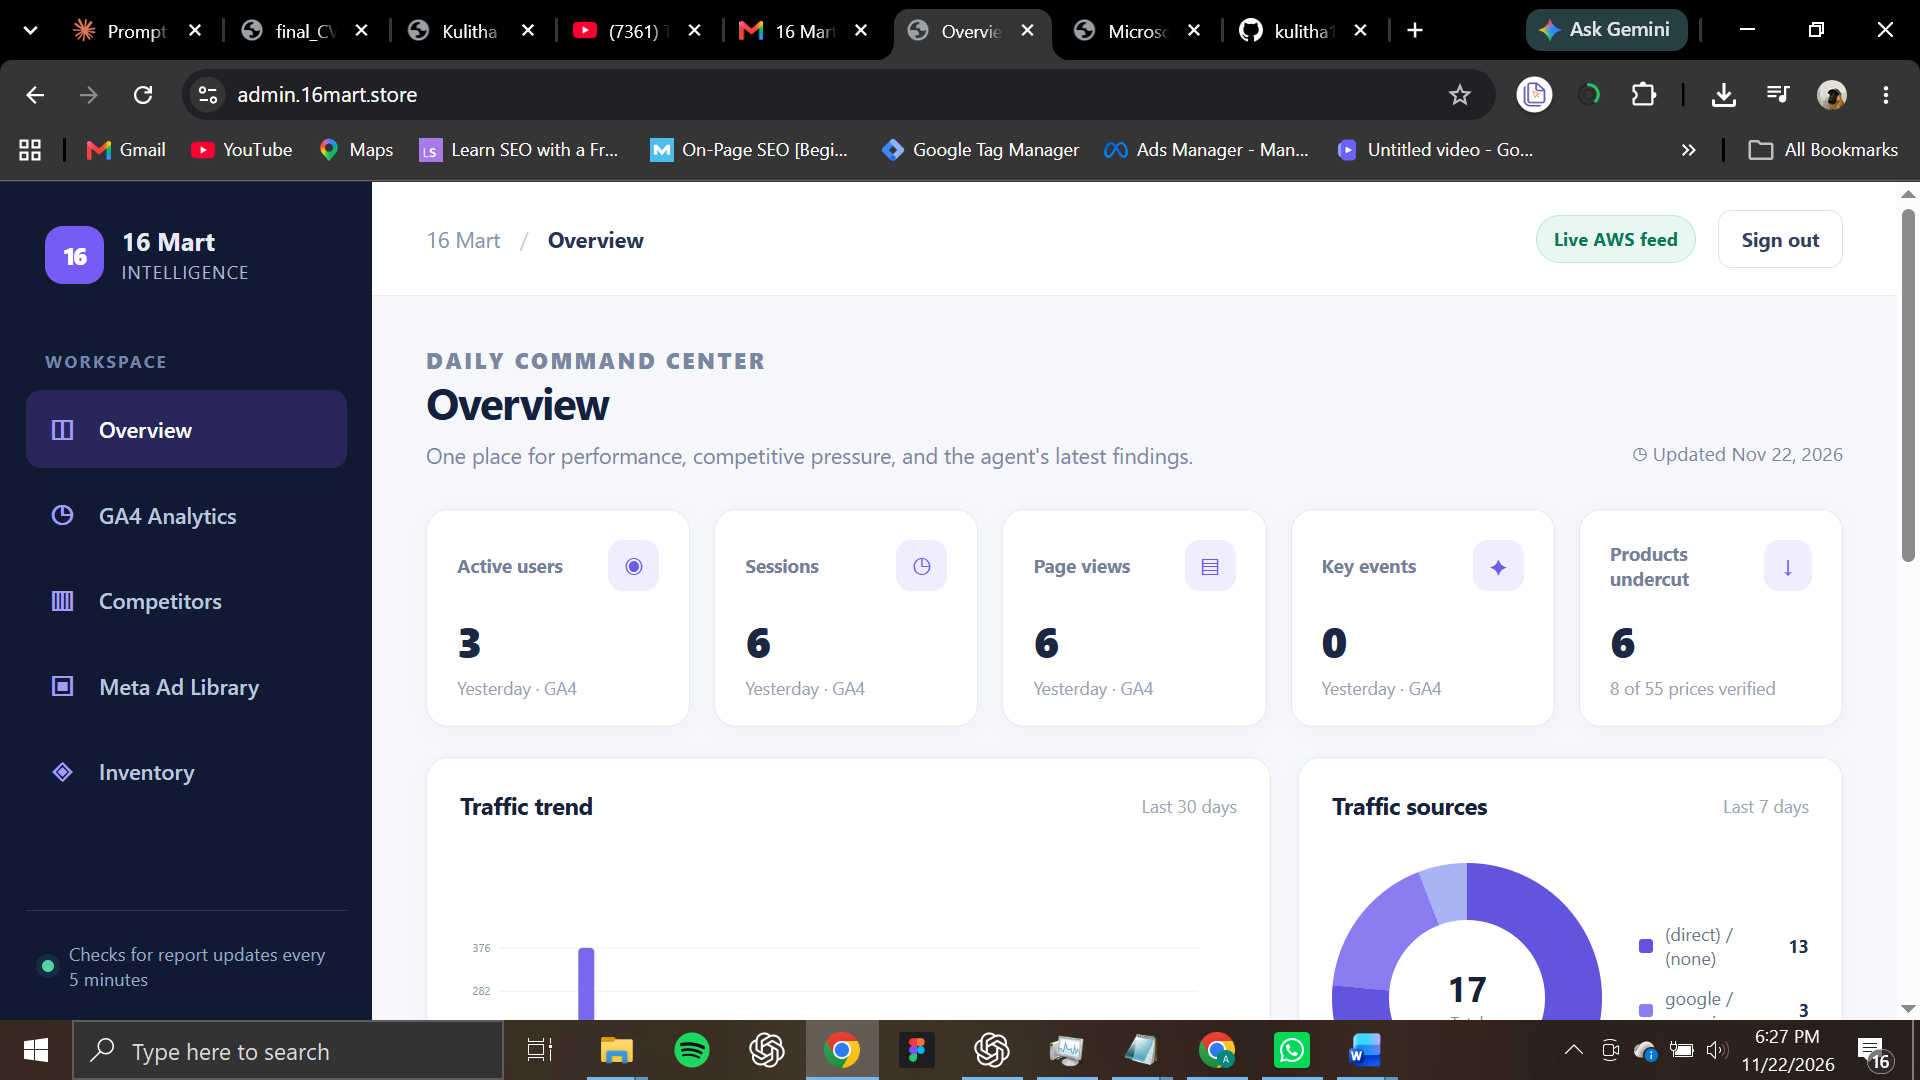 Prompt
final_CV
Kulitha
(7361)
16 Mart
Overvie
Microso
kulitha1
Ask Gemini
admin.16mart.store
Gmail
YouTube
Maps
Learn SEO with a Fr...
On-Page SEO [Begi...
Google Tag Manager
Ads Manager - Man...
Untitled video - Go...
All Bookmarks
16
16 Mart
INTELLIGENCE
WORKSPACE
Overview
GA4 Analytics
Competitors
Meta Ad Library
Inventory
Checks for report updates every
5 minutes
16 Mart / Overview
Live AWS feed
Sign out
DAILY COMMAND CENTER
Overview
One place for performance, competitive pressure, and the agent's latest findings.
Updated Nov 22, 2026
Active users
3
Yesterday · GA4
Sessions
6
Yesterday · GA4
Page views
6
Yesterday · GA4
Key events
0
Yesterday · GA4
Products
undercut
6
8 of 55 prices verified
Traffic trend
Last 30 days
376
282
Traffic sources
Last 7 days
17
(direct) /
(none)
13
google /
3
Type here to search
6:27 PM
11/22/2026
16